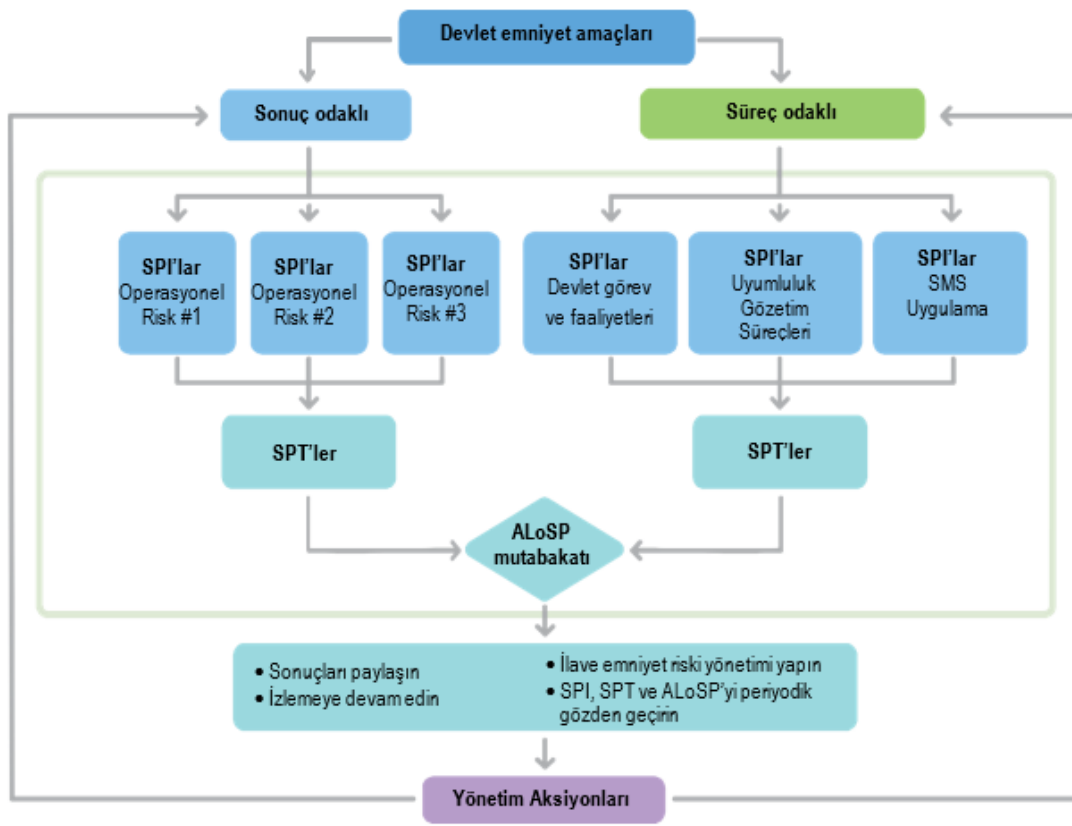 Devlet emniyet amaçları
Sonuç odaklı
Süreç odaklı
SPI'lar
Operasyonel
Risk #1
SPI'lar
Operasyonel
Risk #2
SPI'lar
Operasyonel
Risk #3
SPI'lar
Devlet görev
ve faaliyetleri
SPI'lar
Uyumluluk
Gözetim
Süreçleri
SPI'lar
SMS
Uygulama
SPT'ler
SPT'ler
ALoSP
mutabakatı
• Sonuçları paylaşın
• İzlemeye devam edin
• İlave emniyet riski yönetimi yapın
• SPI, SPT ve ALoSP'yi periyodik
gözden geçirin
Yönetim Aksiyonları